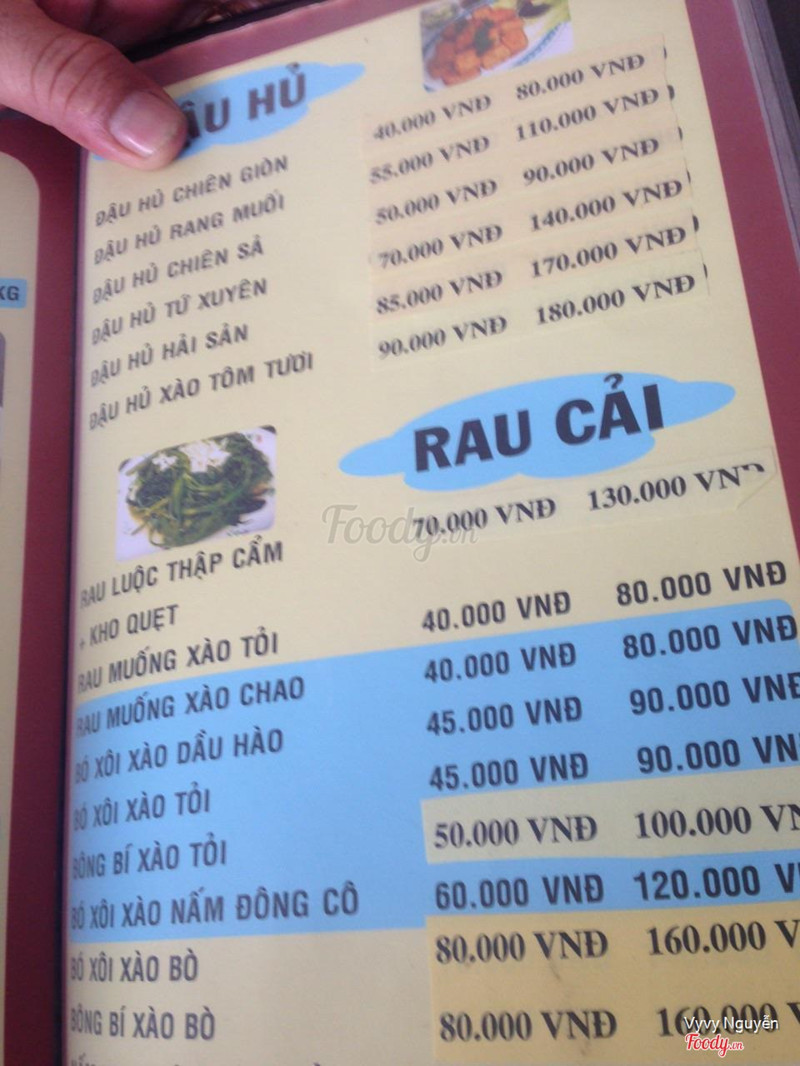 ẬU HỦ
ĐẬU HỦ CHIÊN GIÒN 40.000 VNĐ 80.000 VNĐ
ĐẬU HỦ RANG MUỐI 55.000 VNĐ 110.000 VNĐ
ĐẬU HỦ CHIÊN SẢ 50.000 VNĐ 90.000 VNĐ
ĐẬU HỦ TỨ XUYÊN 70.000 VNĐ 140.000 VNĐ
ĐẬU HỦ HẢI SẢN 85.000 VNĐ 170.000 VNĐ
ĐẬU HỦ XÀO TÔM TƯƠI 90.000 VNĐ 180.000 VNĐ
KG
RAU CẢI
RAU LUỘC THẬP CẨM 70.000 VNĐ 130.000 VNĐ
+ KHO QUẸT
RAU MUỐNG XÀO TỎI 40.000 VNĐ 80.000 VNĐ
RAU MUỐNG XÀO CHAO 40.000 VNĐ 80.000 VNĐ
BÓ XÔI XÀO DẦU HÀO 45.000 VNĐ 90.000 VNĐ
BÓ XÔI XÀO TỎI 45.000 VNĐ 90.000 VN
BÔNG BÍ XÀO TỎI 50.000 VNĐ 100.000 VN
BÓ XÔI XÀO NẤM ĐÔNG CÔ 60.000 VNĐ 120.000 V
BÓ XÔI XÀO BÒ 80.000 VNĐ 160.000 V
BÔNG BÍ XÀO BÒ 80.000 VNĐ 160.000
Foody.vn
Vyvy Nguyễn
Foody.vn